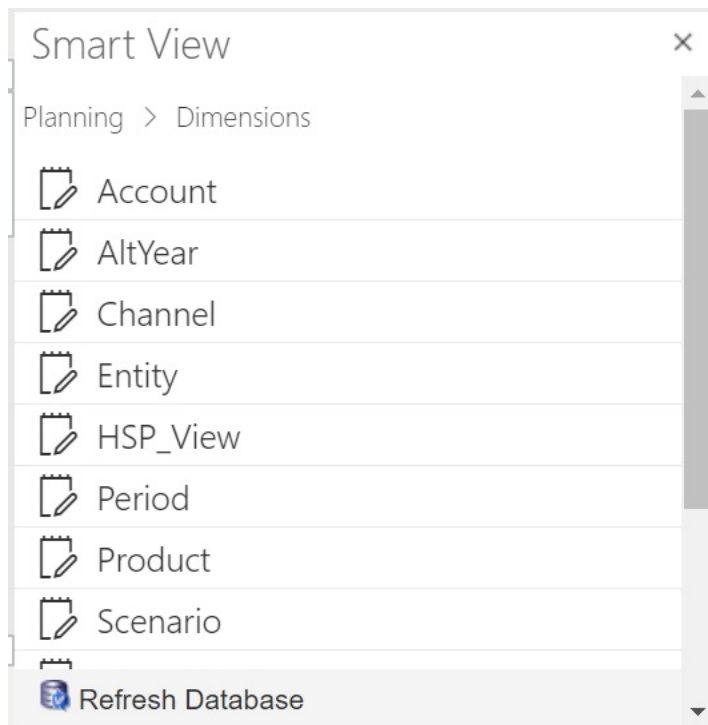 Smart View
Planning > Dimensions
Account
AltYear
Channel
Entity
HSP_View
Period
Product
Scenario
Refresh Database